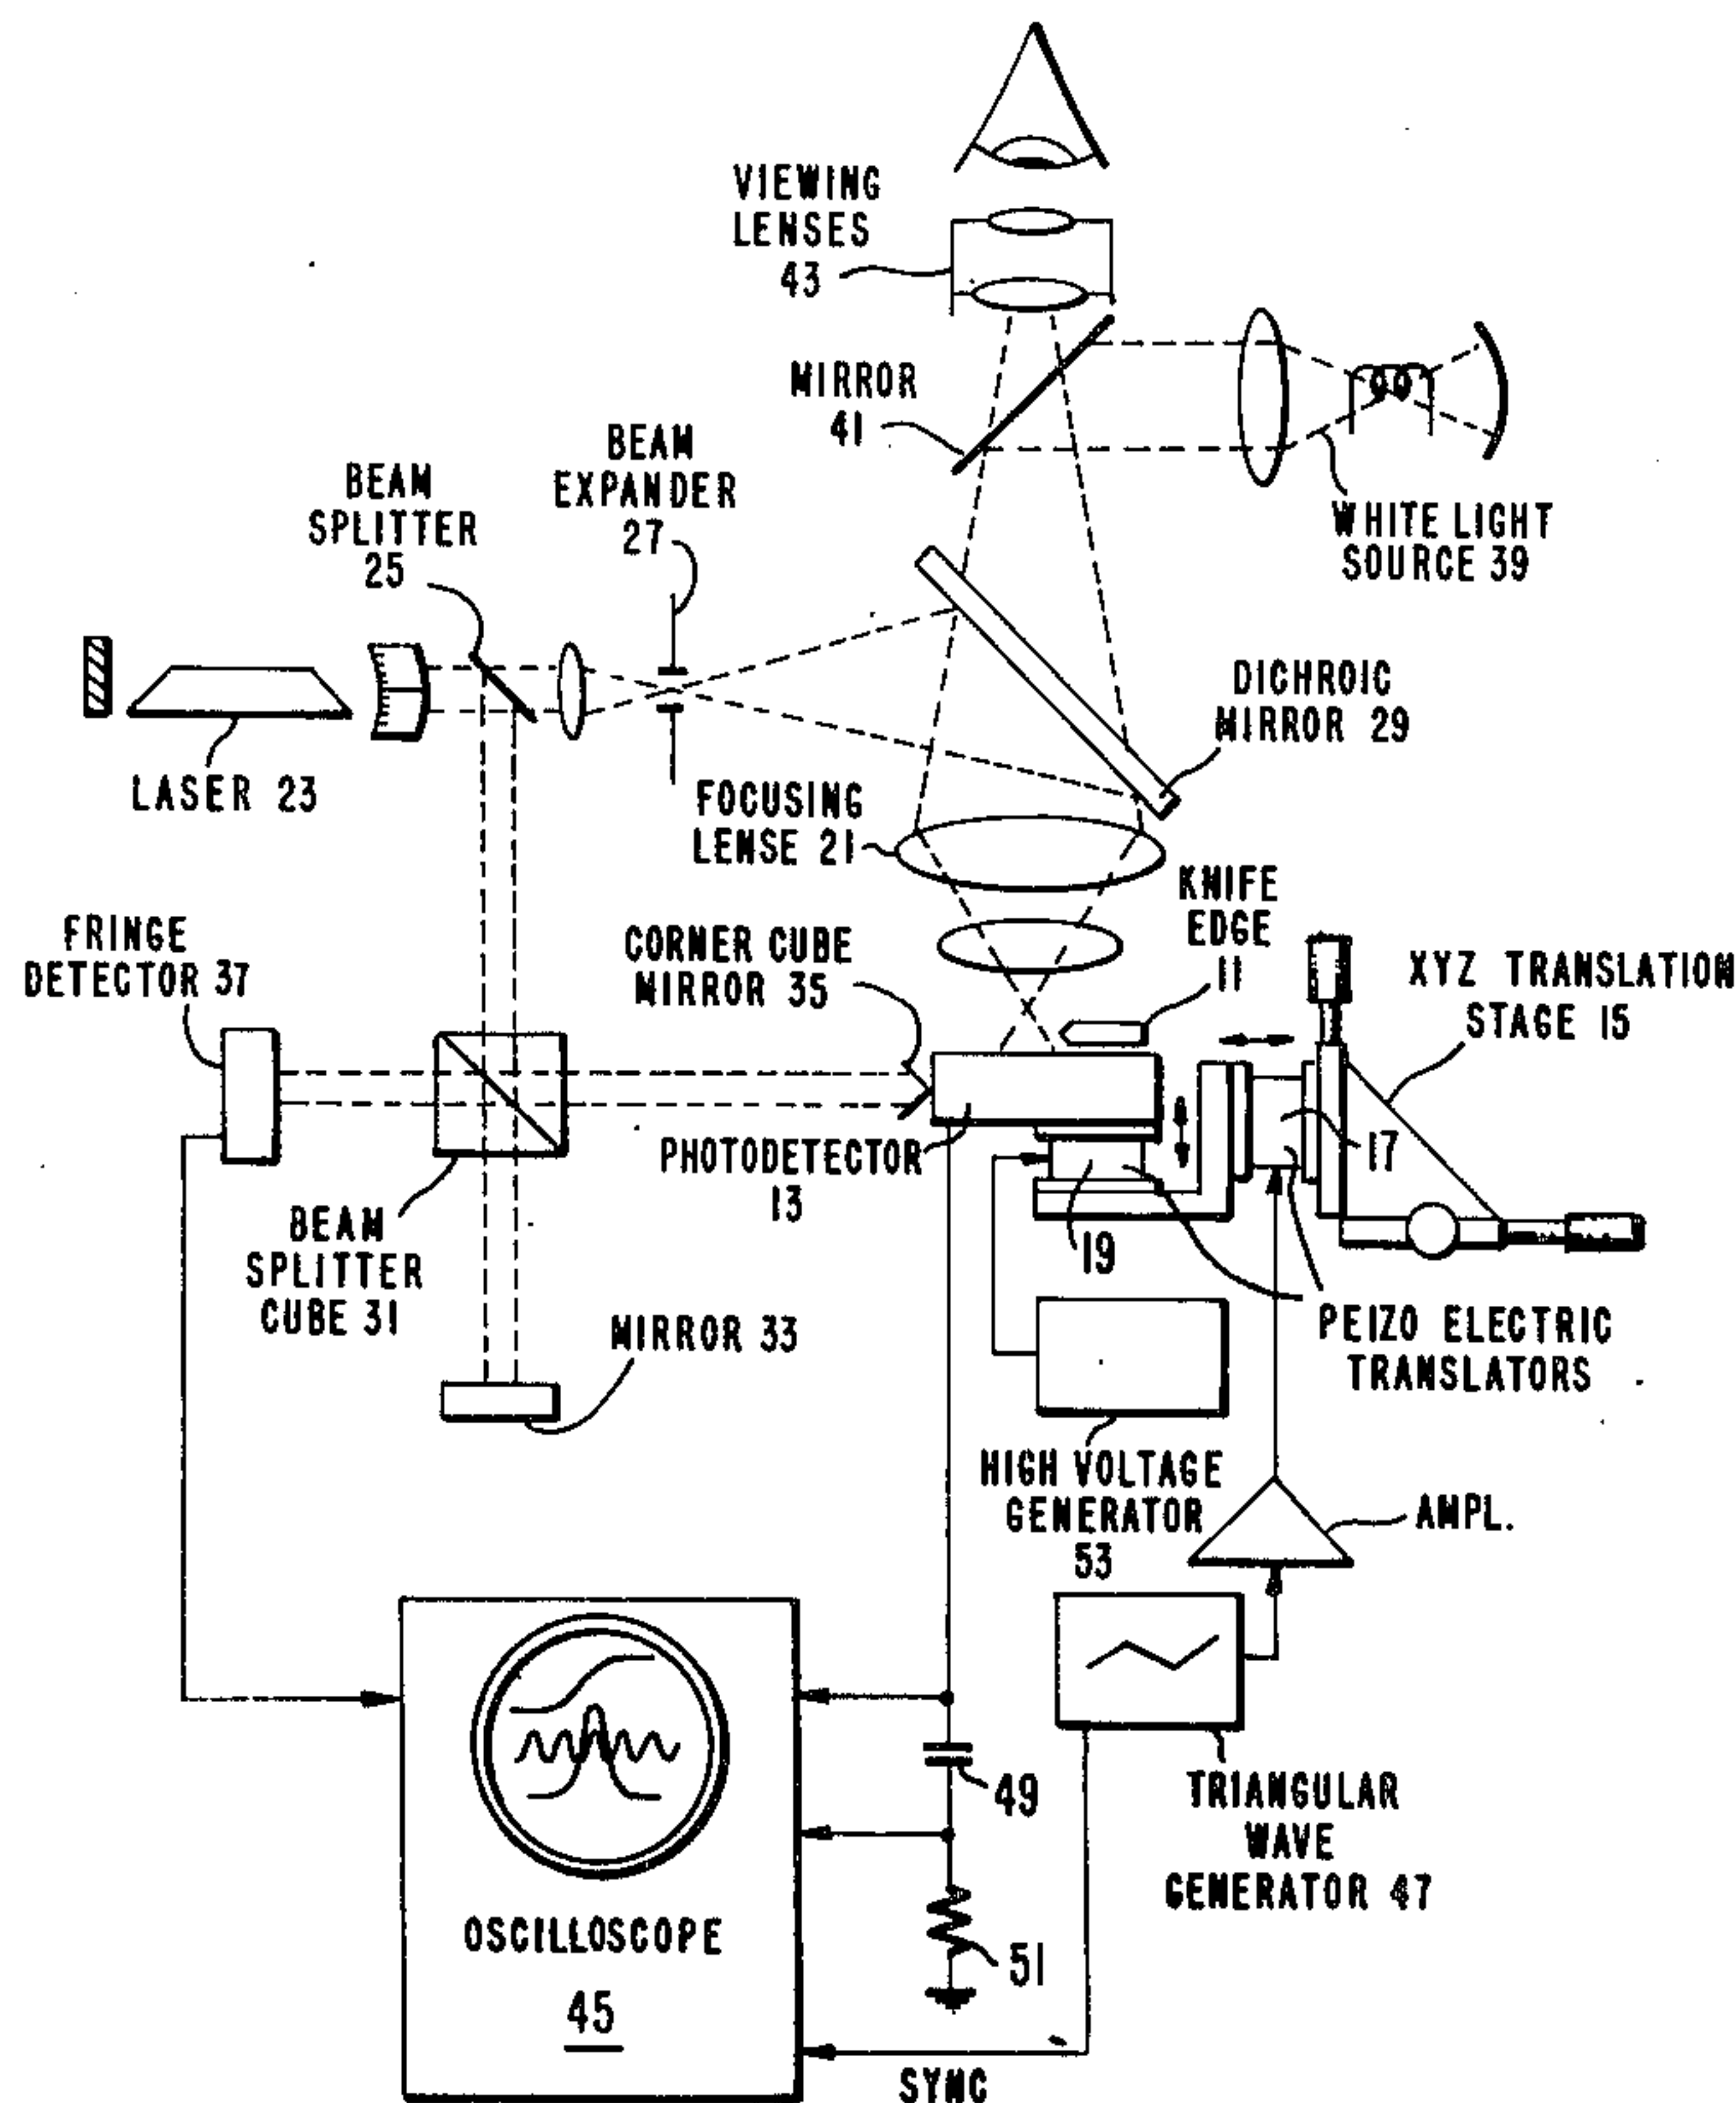 VIEWING
LENSES
43
MIRROR
41
BEAM
EXPANDER
27
BEAM
SPLITTER
25
WHITE LIGHT
SOURCE 39
DICHROIC
MIRROR 29
LASER 23
FOCUSING
LENSE 21
KNIFE
EDGE
11
FRINGE
DETECTOR 37
CORNER CUBE
MIRROR 35
XYZ TRANSLATION
STAGE 15
PHOTODETECTOR
13
17
19
BEAM
SPLITTER
CUBE 31
MIRROR 33
PEIZO ELECTRIC
TRANSLATORS
HIGH VOLTAGE
GENERATOR
53
AMPL.
49
TRIANGULAR
WAVE
GENERATOR 47
OSCILLOSCOPE
45
51
SYNC